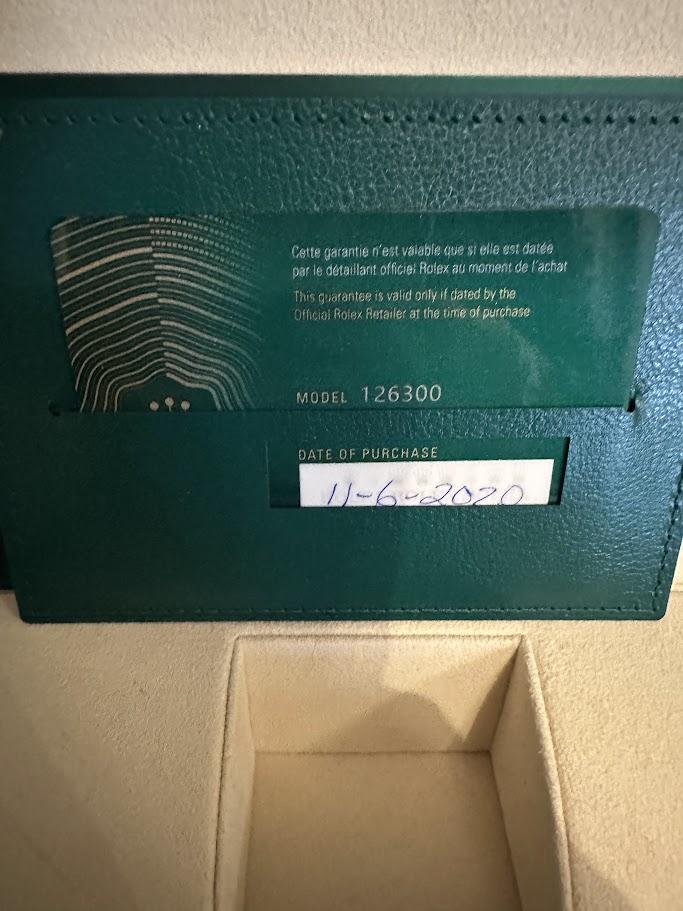 Cette garantie n'est valable que si elle est datée
par le détaillant officiel Rolex au moment de l'achat
This guarantee is valid only if dated by the
Official Rolex Retailer at the time of purchase
MODEL 126300
DATE OF PURCHASE
11-6-2020